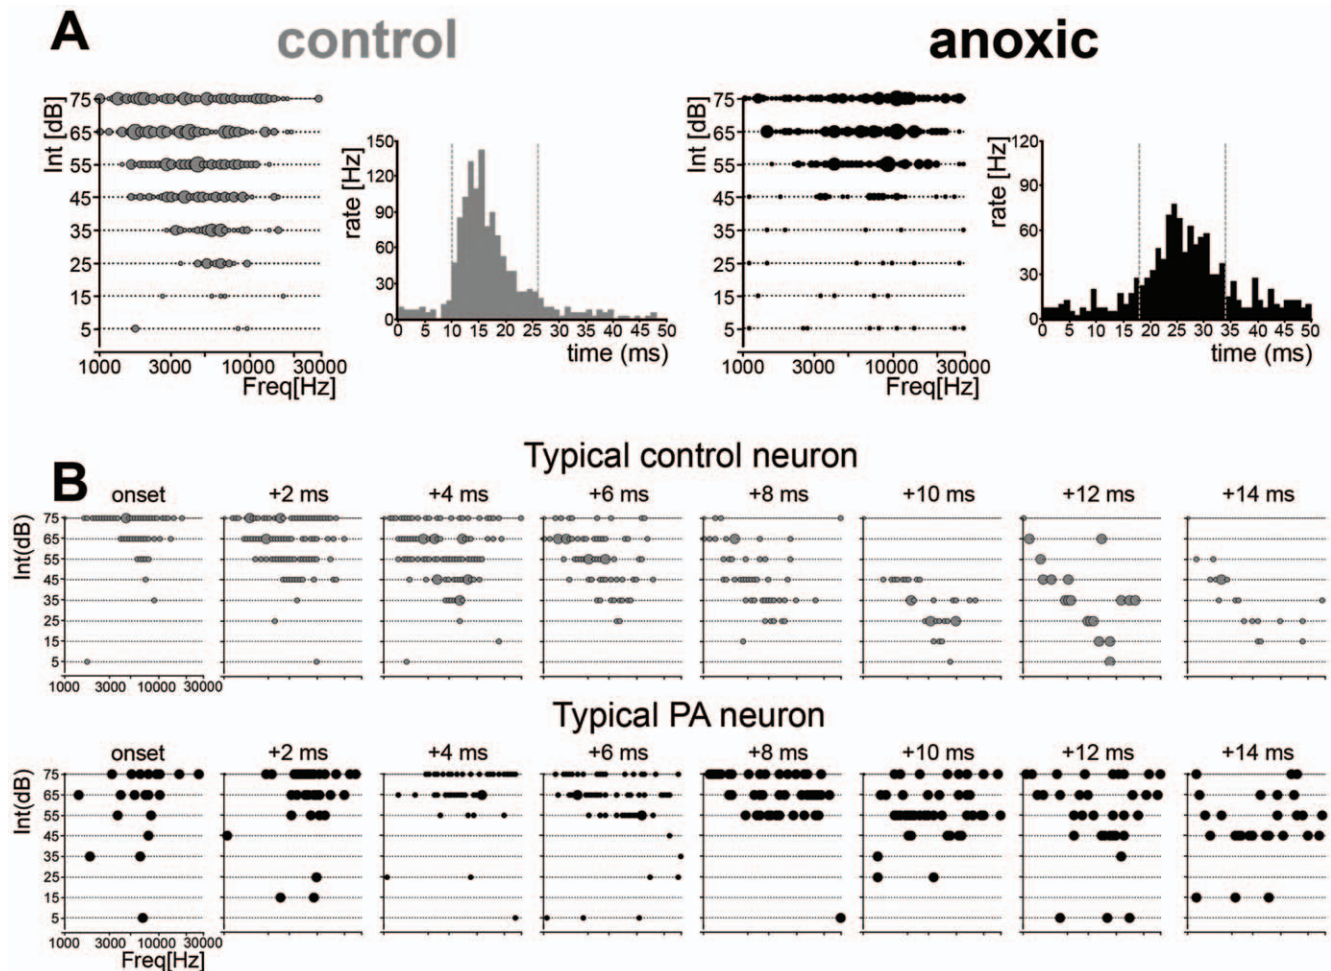 A
control
anoxic
Int [dB]
75
65
55
45
35
25
15
5
1000 3000 10000 30000
Freq[Hz]
rate [Hz]
150
120
90
60
30
0
0 5 10 15 20 25 30 35 40 45 50
time (ms)
Int [dB]
75
65
55
45
35
25
15
5
1000 3000 10000 30000
Freq[Hz]
rate [Hz]
120
90
60
30
0
0 5 10 15 20 25 30 35 40 45 50
time (ms)
B
Typical control neuron
onset +2 ms +4 ms +6 ms +8 ms +10 ms +12 ms +14 ms
Int(dB)
75
65
55
45
35
25
15
5
1000 3000 10000 30000
Typical PA neuron
onset +2 ms +4 ms +6 ms +8 ms +10 ms +12 ms +14 ms
Int(dB)
75
65
55
45
35
25
15
5
1000 3000 10000 30000
Freq[Hz]